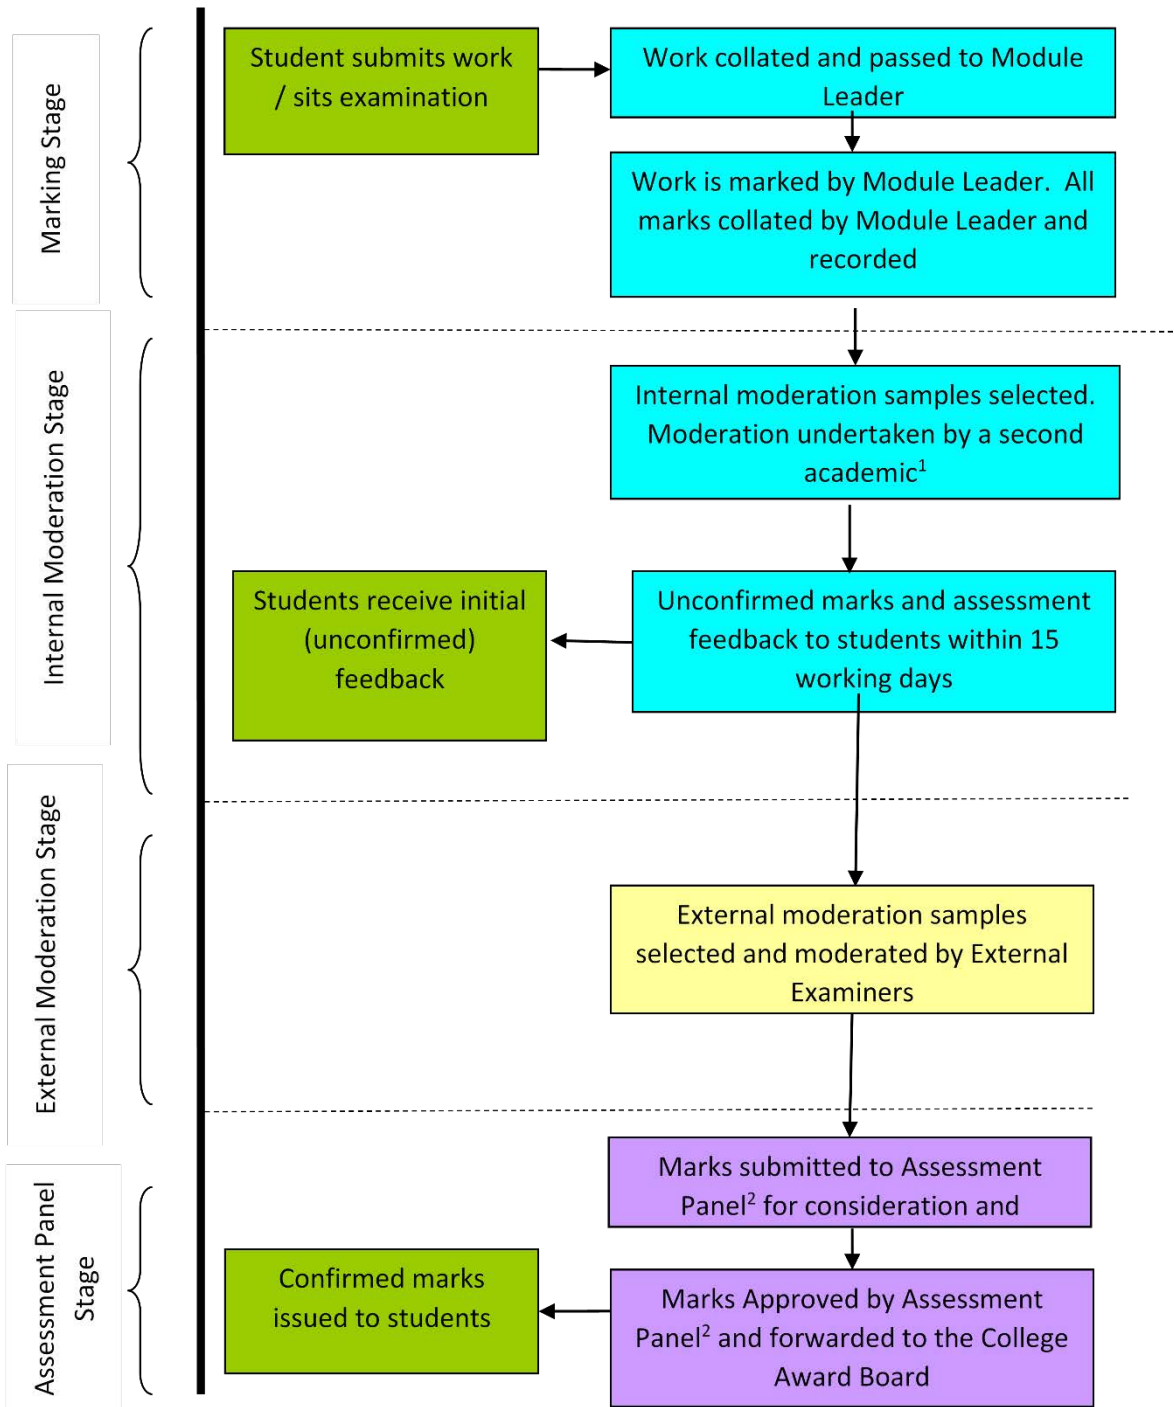 Marking Stage
Student submits work
/ sits examination
Work collated and passed to Module
Leader
Work is marked by Module Leader.  All
marks collated by Module Leader and
recorded
Internal Moderation Stage
Internal moderation samples selected.
Moderation undertaken by a second
academic¹
Students receive initial
(unconfirmed)
feedback
Unconfirmed marks and assessment
feedback to students within 15
working days
External Moderation Stage
External moderation samples
selected and moderated by External
Examiners
Assessment Panel
Stage
Marks submitted to Assessment
Panel² for consideration and
Confirmed marks
issued to students
Marks Approved by Assessment
Panel² and forwarded to the College
Award Board